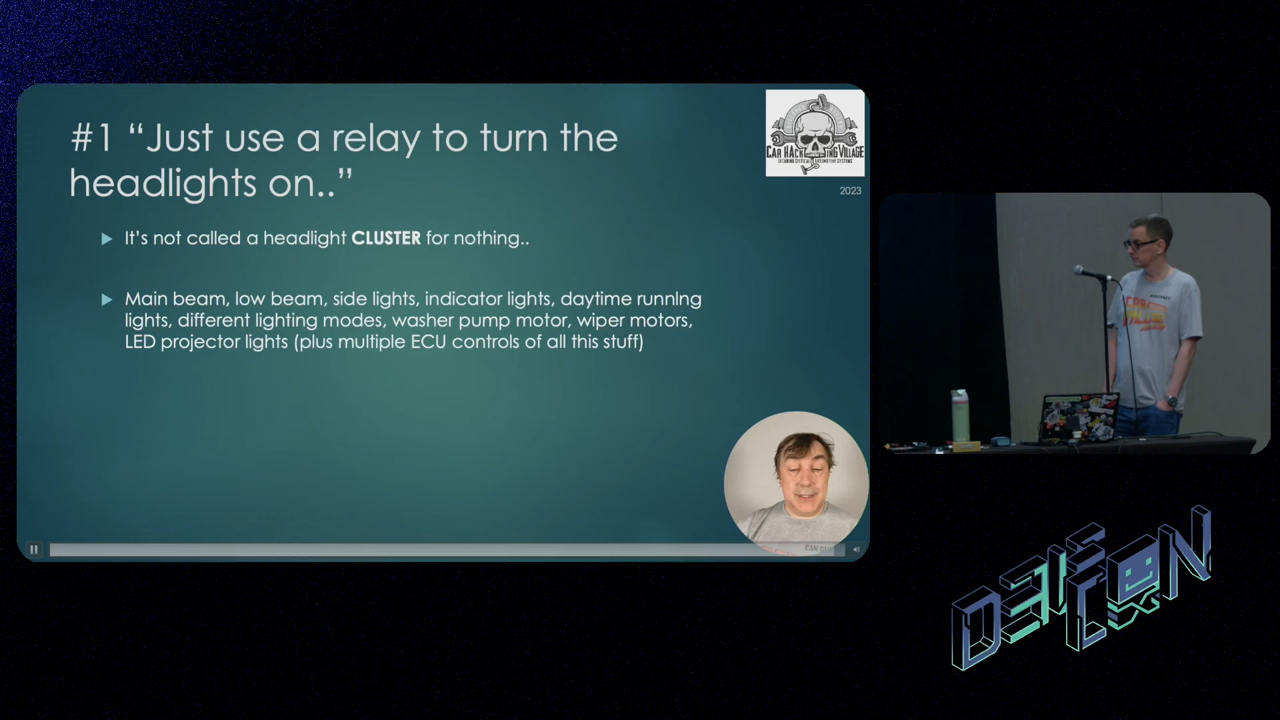 #1 “Just use a relay to turn the
headlights on..”
CAR HACKING VILLAGE
2023
It’s not called a headlight CLUSTER for nothing..
Main beam, low beam, side lights, indicator lights, daytime running
lights, different lighting modes, washer pump motor, wiper motors,
LED projector lights (plus multiple ECU controls of all this stuff)
DEF
CON